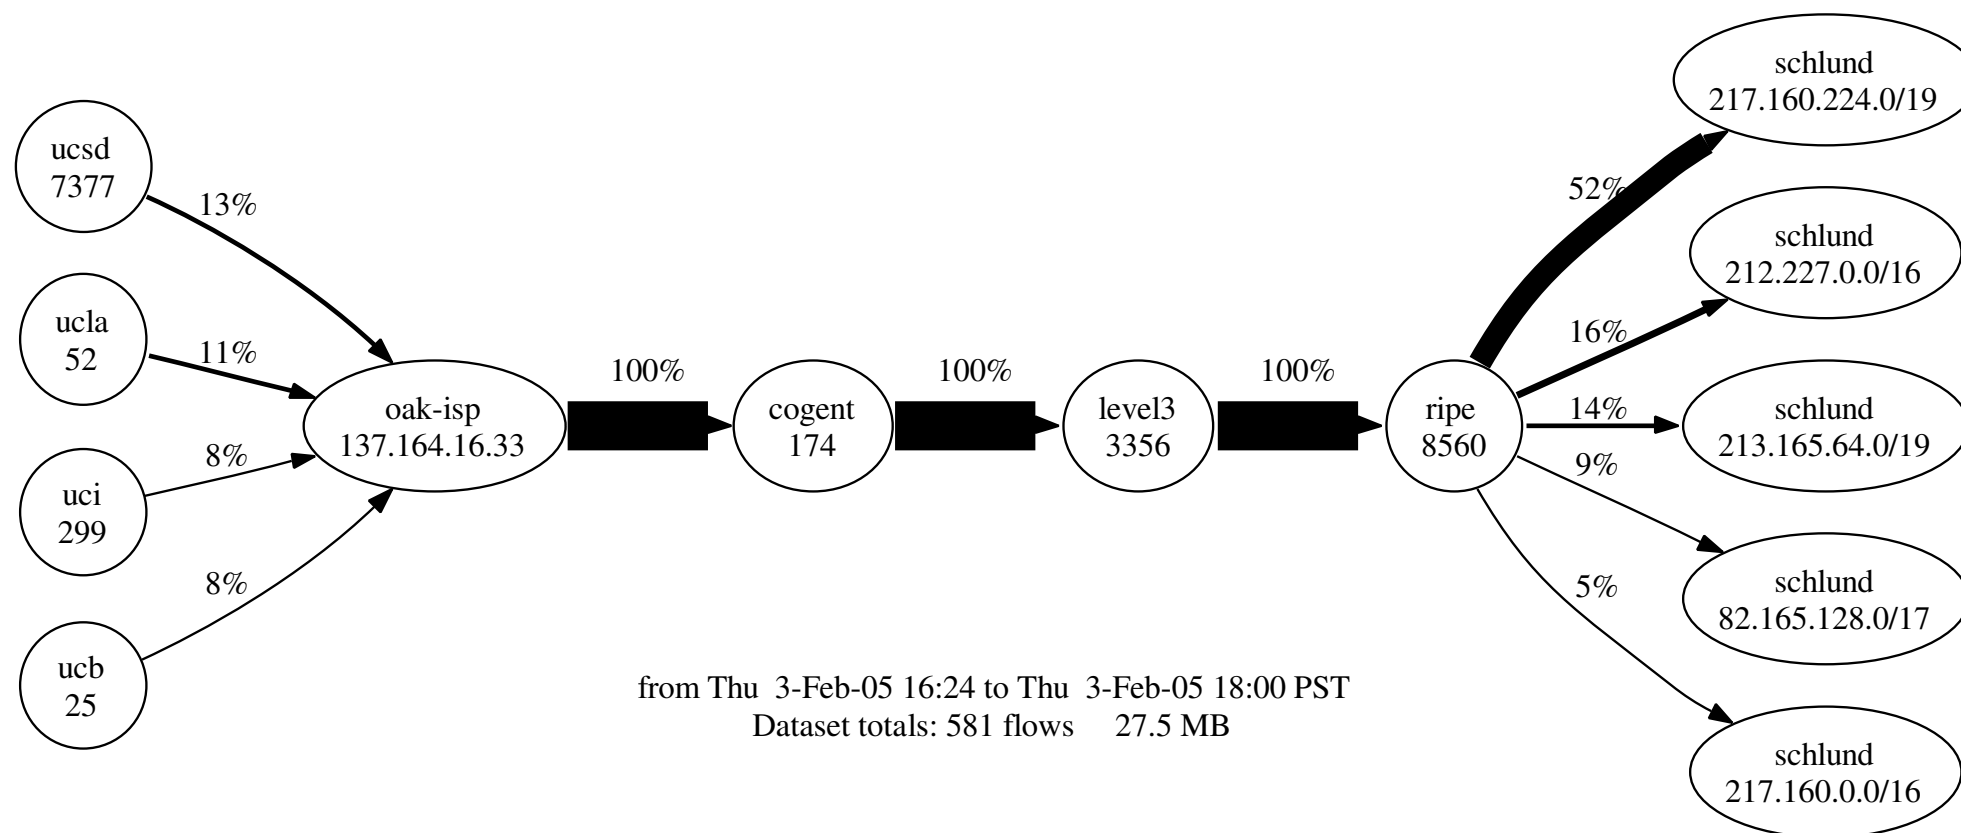 ucsd
7377
13%
ucla
52
11%
uci
299
8%
ucb
25
8%
oak-isp
137.164.16.33
100%
cogent
174
100%
level3
3356
100%
ripe
8560
52%
16%
14%
9%
5%
schlund
217.160.224.0/19
schlund
212.227.0.0/16
schlund
213.165.64.0/19
schlund
82.165.128.0/17
schlund
217.160.0.0/16
from Thu 3-Feb-05 16:24 to Thu 3-Feb-05 18:00 PST
Dataset totals: 581 flows 27.5 MB